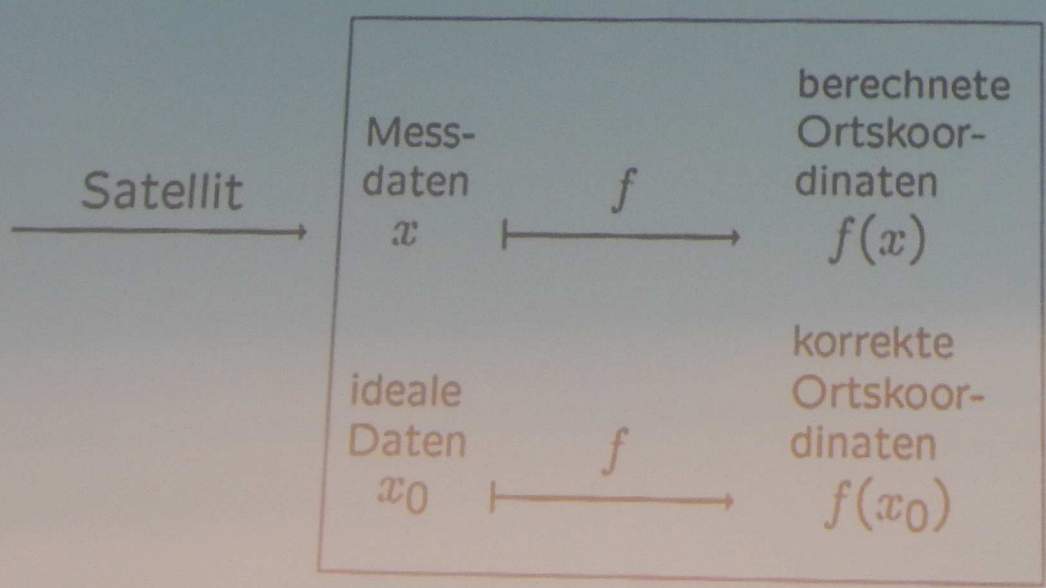 Satellit
Mess-
daten
x
f
berechnete
Ortskoor-
dinaten
f(x)
ideale
Daten
x₀
f
korrekte
Ortskoor-
dinaten
f(x₀)